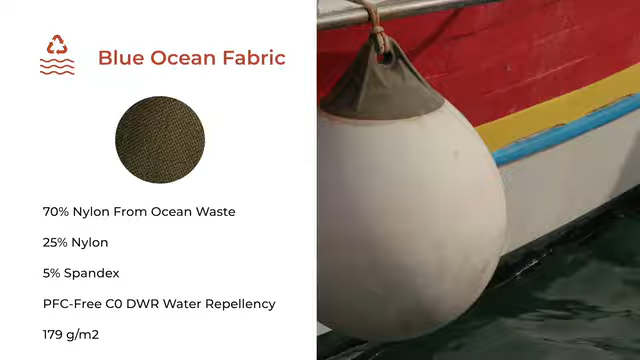 Blue Ocean Fabric
70% Nylon From Ocean Waste
25% Nylon
5% Spandex
PFC-Free C0 DWR Water Repellency
179 g/m2